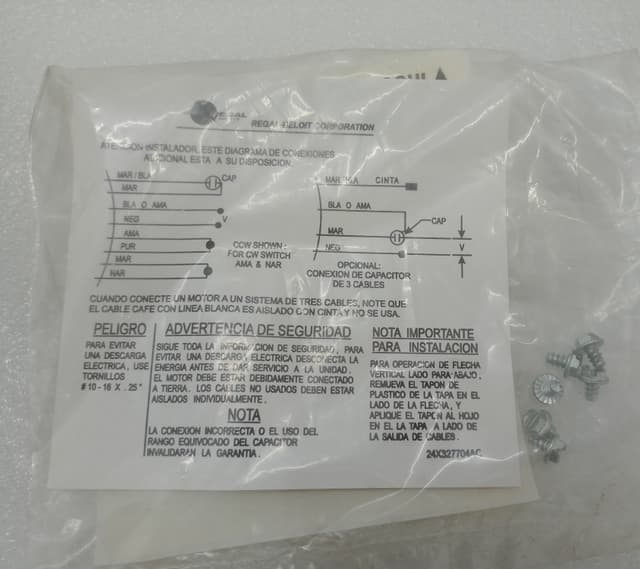 REGAL
REGAL-BELOIT CORPORATION
ATENCION INSTALADOR, ESTE DIAGRAMA DE CONEXIONES
ADICIONAL ESTA A SU DISPOSICION:
MAR / BLA
CAP
MAR
BLA O AMA
NEG
V
AMA
PUR
MAR
NAR
CCW SHOWN:
FOR CW SWITCH
AMA & NAR
MAR / BLA CINTA
BLA O AMA
CAP
MAR
V
NEG
OPCIONAL:
CONEXION DE CAPACITOR
DE 3 CABLES
CUANDO CONECTE UN MOTOR A UN SISTEMA DE TRES CABLES, NOTE QUE
EL CABLE CAFE CON LINEA BLANCA ES AISLADO CON CINTA Y NO SE USA.
PELIGRO
PARA EVITAR
UNA DESCARGA
ELECTRICA, USE
TORNILLOS
#10-16 X .25"
ADVERTENCIA DE SEGURIDAD
SIGUE TODA LA INFORMACION DE SEGURIDAD. PARA
EVITAR UNA DESCARGA ELECTRICA DESCONECTA LA
ENERGIA ANTES DE DAR SERVICIO A LA UNIDAD.
EL MOTOR DEBE ESTAR DEBIDAMENTE CONECTADO
A TIERRA. LOS CABLES NO USADOS DEBEN ESTAR
AISLADOS INDIVIDUALMENTE.
NOTA
LA CONEXION INCORRECTA O EL USO DEL
RANGO EQUIVOCADO DEL CAPACITOR
INVALIDARAN LA GARANTIA.
NOTA IMPORTANTE
PARA INSTALACION
PARA OPERACION DE FLECHA
VERTICAL LADO PARA ABAJO,
REMUEVA EL TAPON DE
PLASTICO DE LA TAPA EN EL
LADO DE LA FLECHA, Y
APLIQUE EL TAPON AL HOJO
EN EL LA TAPA A LADO DE
LA SALIDA DE CABLES.
24X327704AC